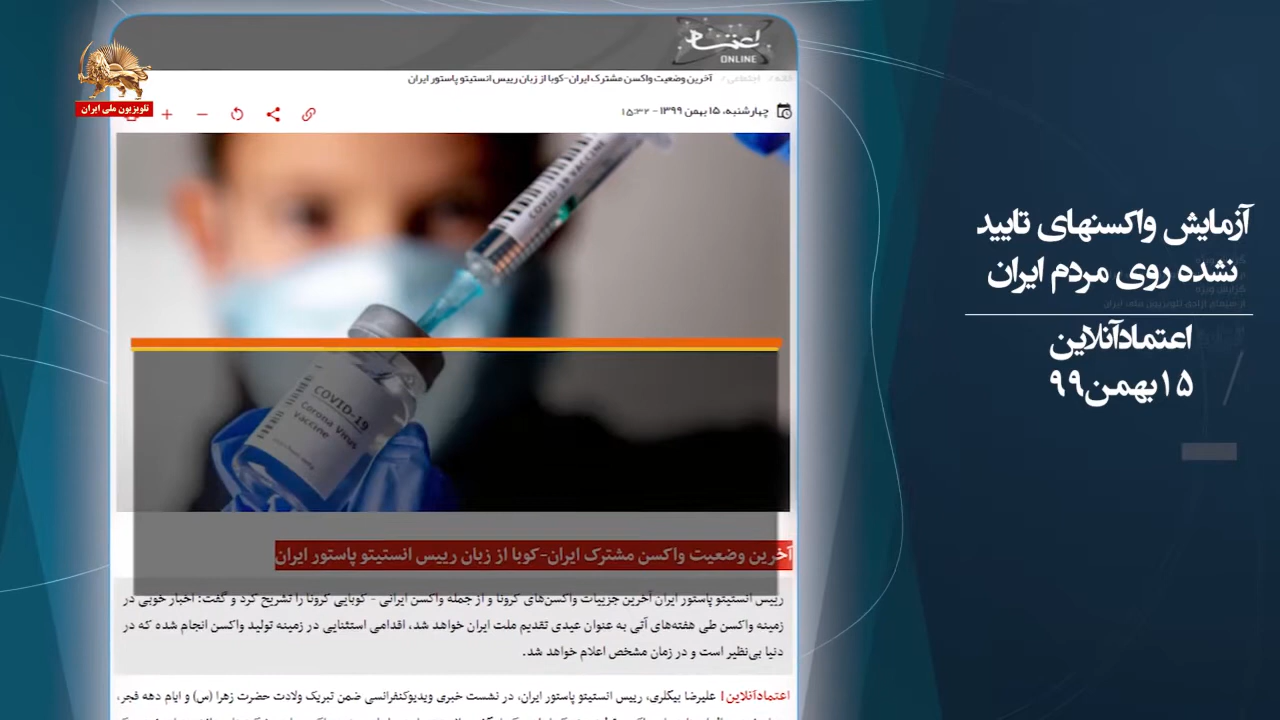 اعتماد
ONLINE
خانه / اجتماعی / آخرین وضعیت واکسن مشترک ایران-کوبا از زبان رییس انستیتو پاستور ایران
تلویزیون ملی ایران
چهارشنبه، ۱۵ بهمن ۱۳۹۹ - ۱۵:۳۲
COVID-19 VACCINE
COVID-19
Corona Virus
Vaccine
آزمایش واکسنهای تایید
نشده روی مردم ایران
اعتمادآنلاین
۱۵بهمن۹۹
آخرین وضعیت واکسن مشترک ایران-کوبا از زبان رییس انستیتو پاستور ایران
رییس انستیتو پاستور ایران آخرین جزییات واکسن‌های کرونا و از جمله واکسن ایرانی - کوبایی کرونا را تشریح کرد و گفت: اخبار خوبی در
زمینه واکسن طی هفته‌های آتی به عنوان عیدی تقدیم ملت ایران خواهد شد، اقدامی استثنایی در زمینه تولید واکسن انجام شده که در
دنیا بی‌نظیر است و در زمان مشخص اعلام خواهد شد.
اعتمادآنلاین| علیرضا بیگلری، رییس انستیتو پاستور ایران، در نشست خبری ویدیوکنفرانسی ضمن تبریک ولادت حضرت زهرا (س) و ایام دهه فجر،